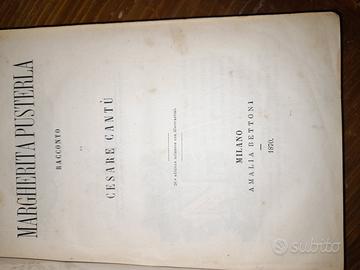 MARGHERITA PUSTERLA
RACCONTO
DI
CESARE CANTÙ
MILANO
AMALIA BETTONI
1870.
subito